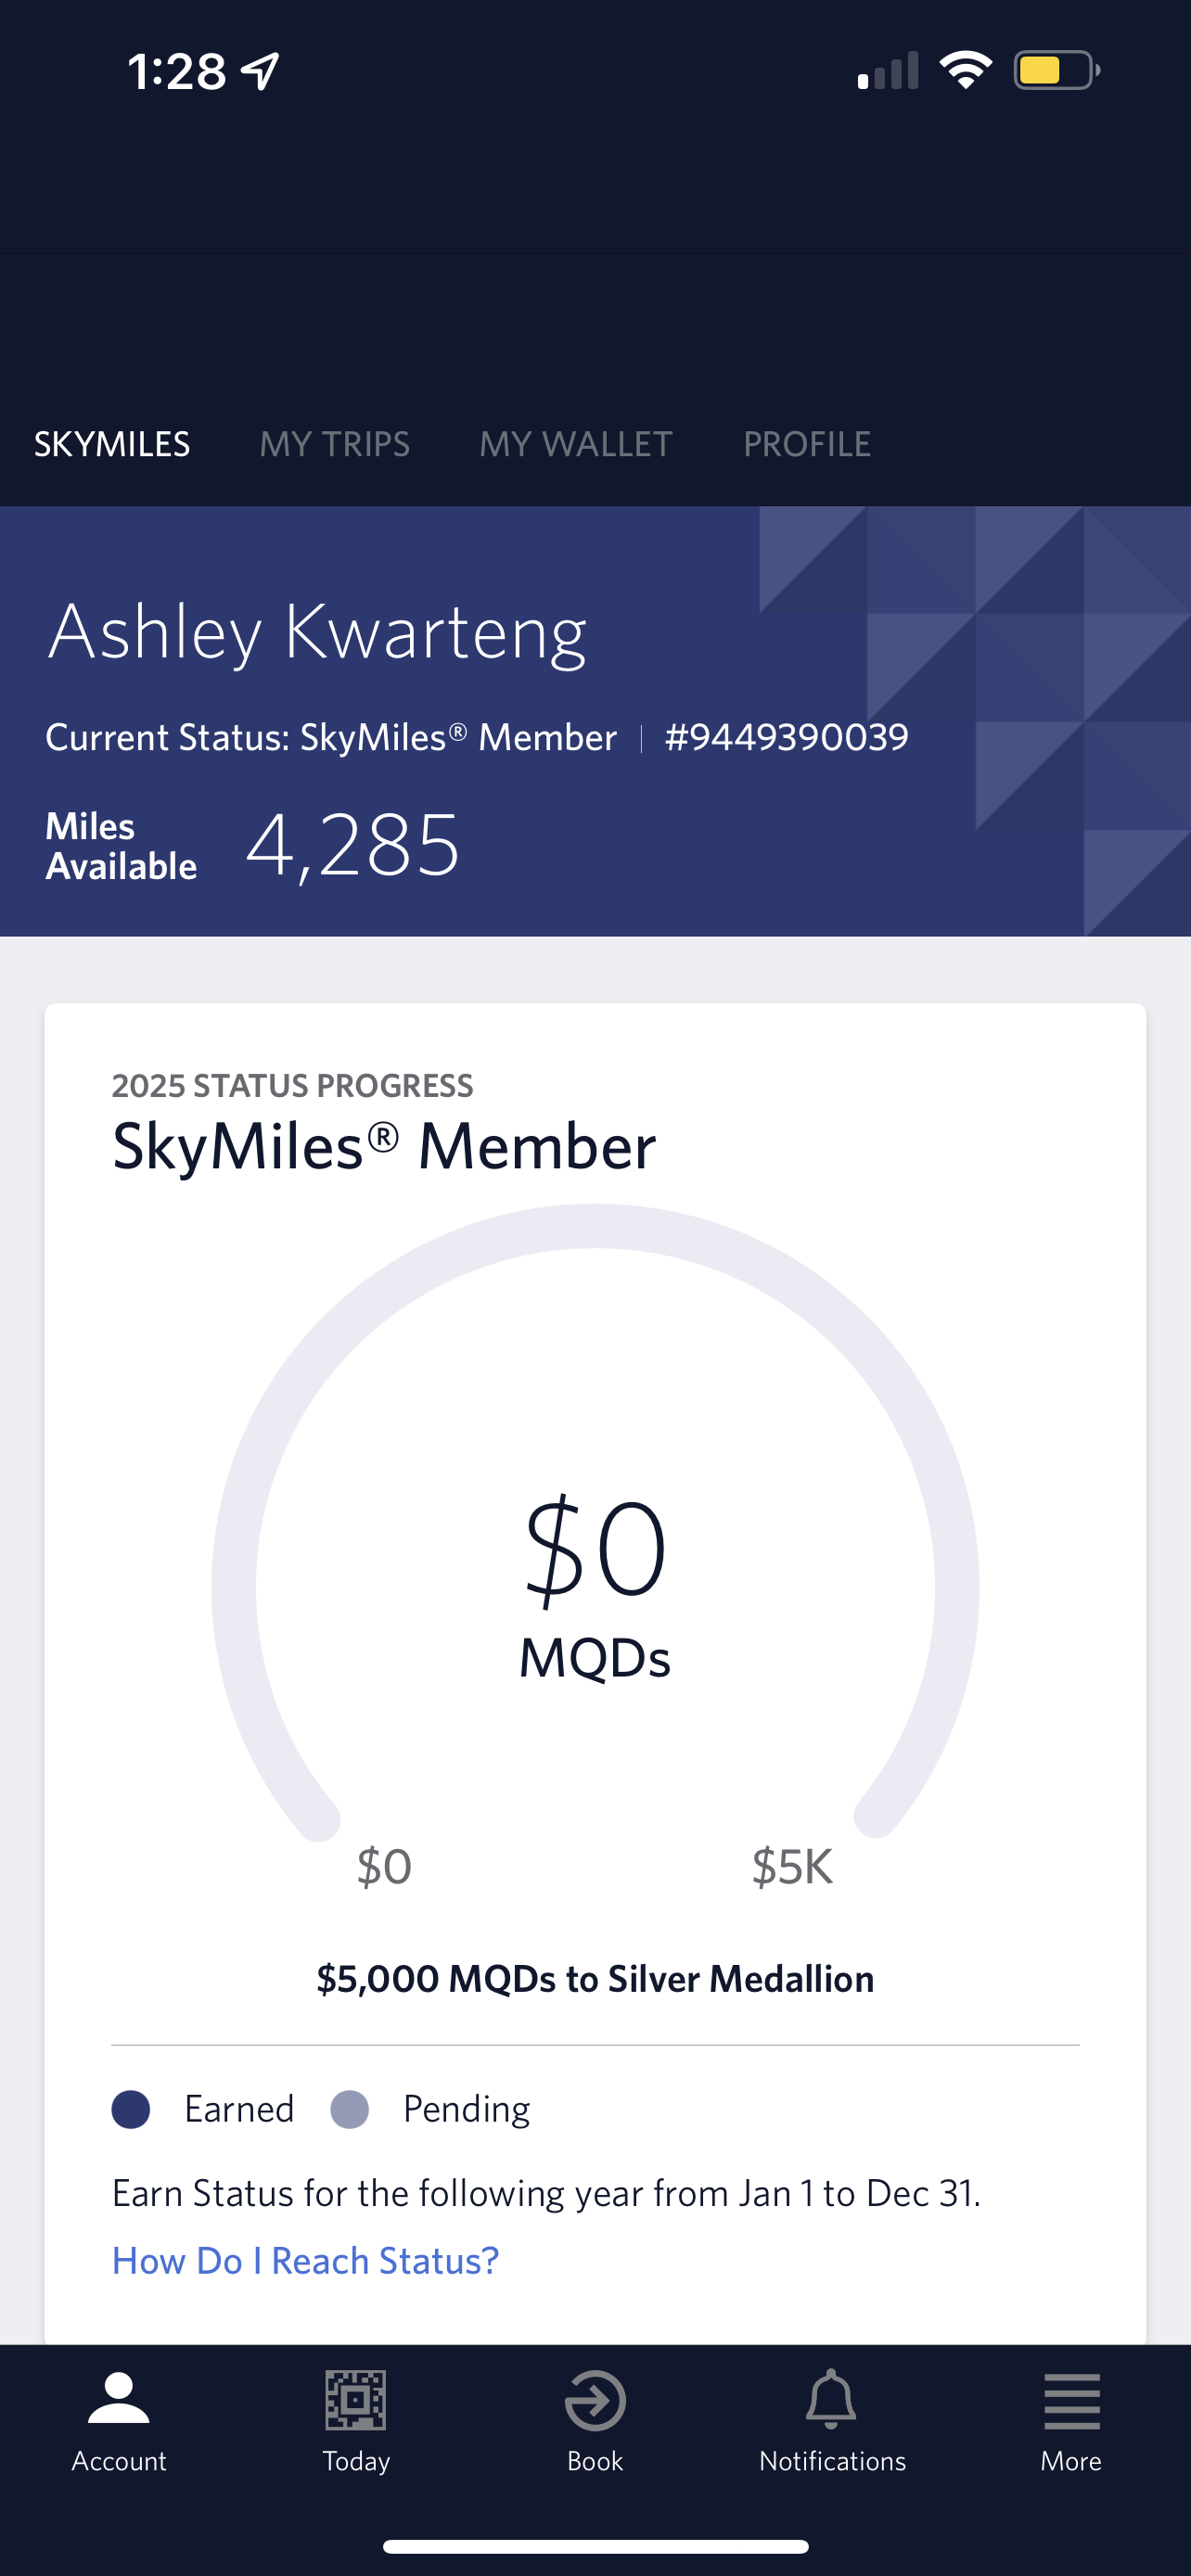 1:28
SKYMILES MY TRIPS MY WALLET PROFILE
Ashley Kwarteng
Current Status: SkyMiles® Member | #9449390039
Miles Available 4,285
2025 STATUS PROGRESS
SkyMiles® Member
$0
MQDs
$0 $5K
$5,000 MQDs to Silver Medallion
Earned Pending
Earn Status for the following year from Jan 1 to Dec 31.
How Do I Reach Status?
Account Today Book Notifications More